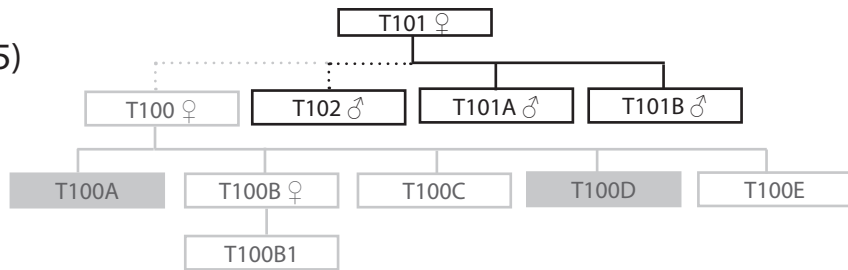 T101 ♀
5)
T100 ♀ T102 ♂ T101A ♂ T101B ♂
T100A T100B ♀ T100C T100D T100E
T100B1